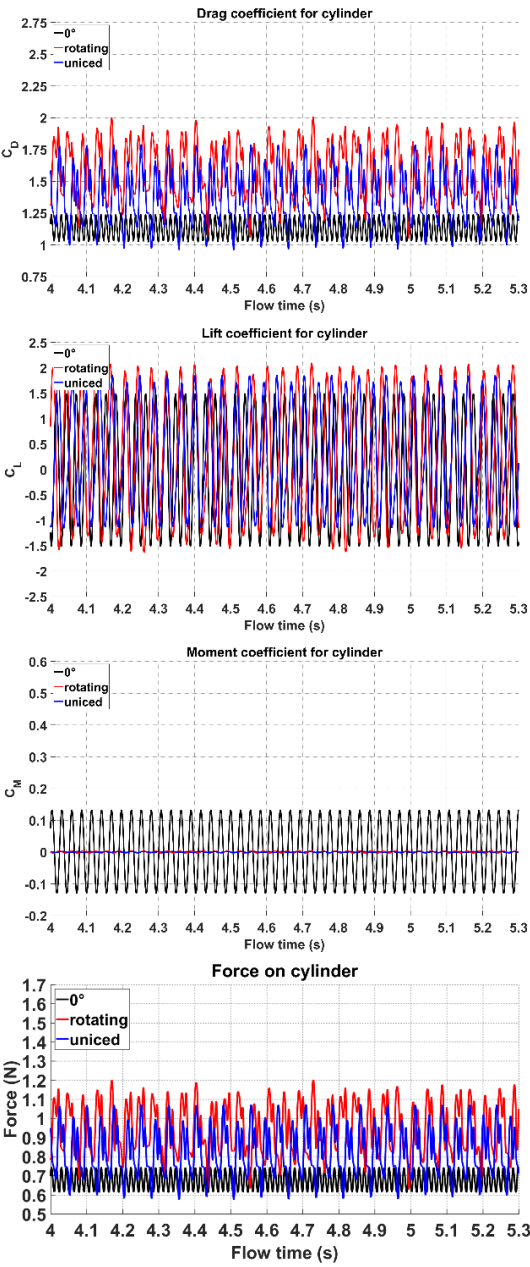 Drag coefficient for cylinder
2.75
2.5
2.25
2
1.75
1.5
1.25
1
0.75
C_D
0°
rotating
uniced
4 4.1 4.2 4.3 4.4 4.5 4.6 4.7 4.8 4.9 5 5.1 5.2 5.3
Flow time (s)
Lift coefficient for cylinder
2.5
2
1.5
1
0.5
0
-0.5
-1
-1.5
-2
-2.5
C_L
0°
rotating
uniced
4 4.1 4.2 4.3 4.4 4.5 4.6 4.7 4.8 4.9 5 5.1 5.2 5.3
Flow time (s)
Moment coefficient for cylinder
0.6
0.5
0.4
0.3
0.2
0.1
0
-0.1
-0.2
C_M
0°
rotating
uniced
4 4.1 4.2 4.3 4.4 4.5 4.6 4.7 4.8 4.9 5 5.1 5.2 5.3
Flow time (s)
Force on cylinder
1.7
1.6
1.5
1.4
1.3
1.2
1.1
1
0.9
0.8
0.7
0.6
0.5
Force (N)
0°
rotating
uniced
4 4.1 4.2 4.3 4.4 4.5 4.6 4.7 4.8 4.9 5 5.1 5.2 5.3
Flow time (s)